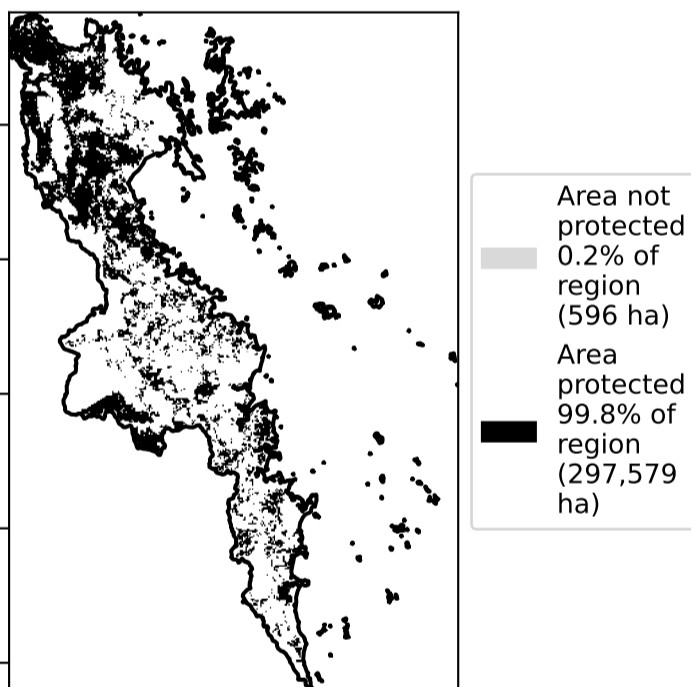 Area not
protected
0.2% of
region
(596 ha)
Area
protected
99.8% of
region
(297,579
ha)